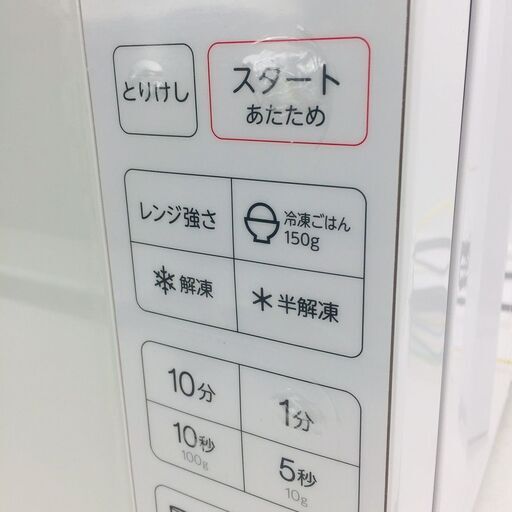 とりけし
スタート
あたため
レンジ強さ
冷凍ごはん
150g
解凍
半解凍
10分
1分
10秒
100g
5秒
10g